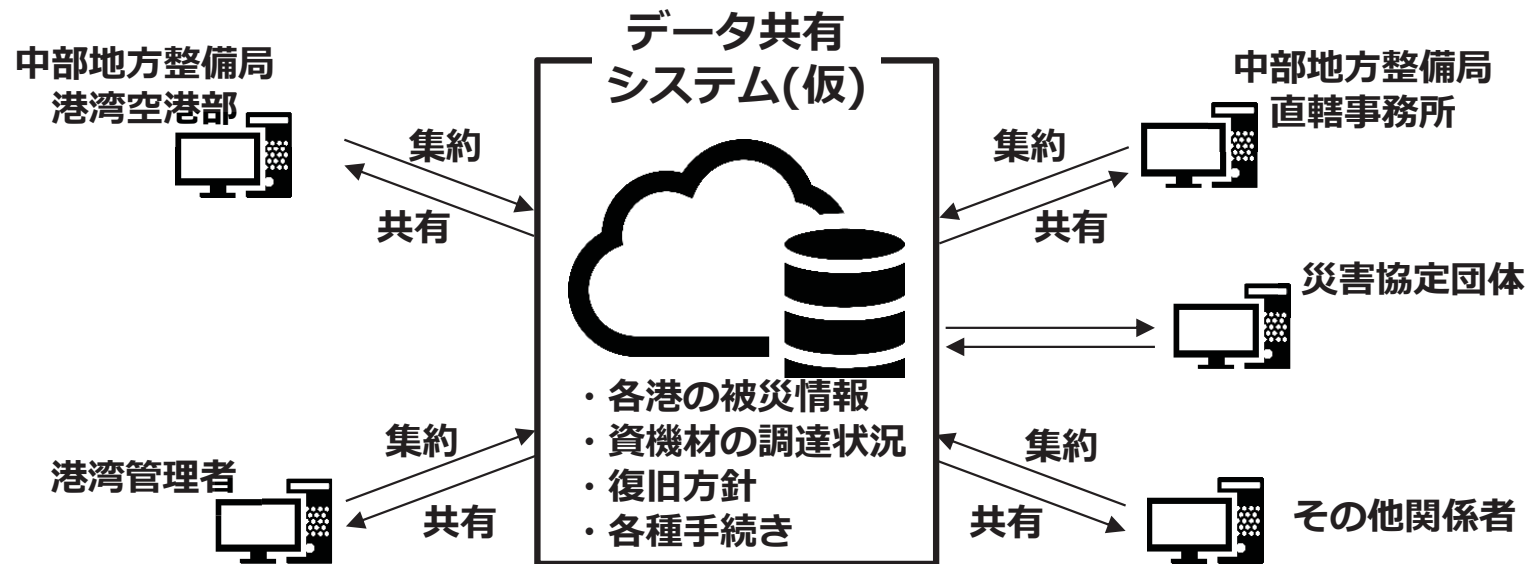 データ共有
システム(仮)
中部地方整備局
港湾空港部
集約
共有
中部地方整備局
直轄事務所
集約
共有
災害協定団体
・各港の被災情報
・資機材の調達状況
・復旧方針
・各種手続き
港湾管理者
集約
共有
その他関係者
集約
共有